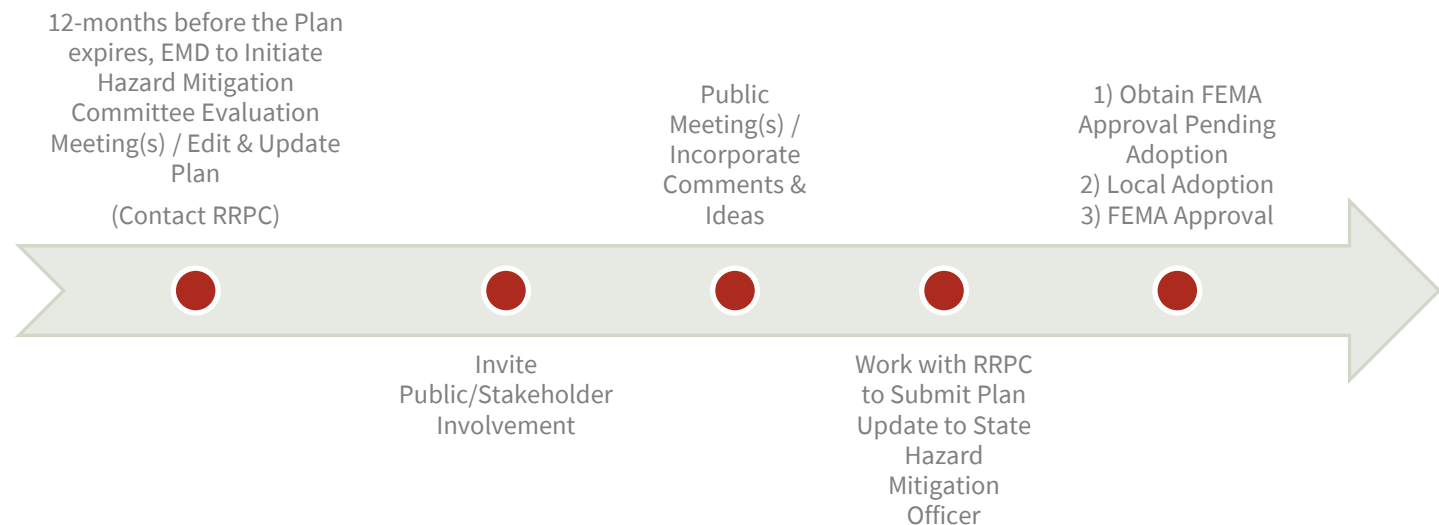 12-months before the Plan
expires, EMD to Initiate
Hazard Mitigation
Committee Evaluation
Meeting(s) / Edit & Update
Plan
(Contact RRPC)
Invite
Public/Stakeholder
Involvement
Public
Meeting(s) /
Incorporate
Comments &
Ideas
Work with RRPC
to Submit Plan
Update to State
Hazard
Mitigation
Officer
1) Obtain FEMA
Approval Pending
Adoption
2) Local Adoption
3) FEMA Approval